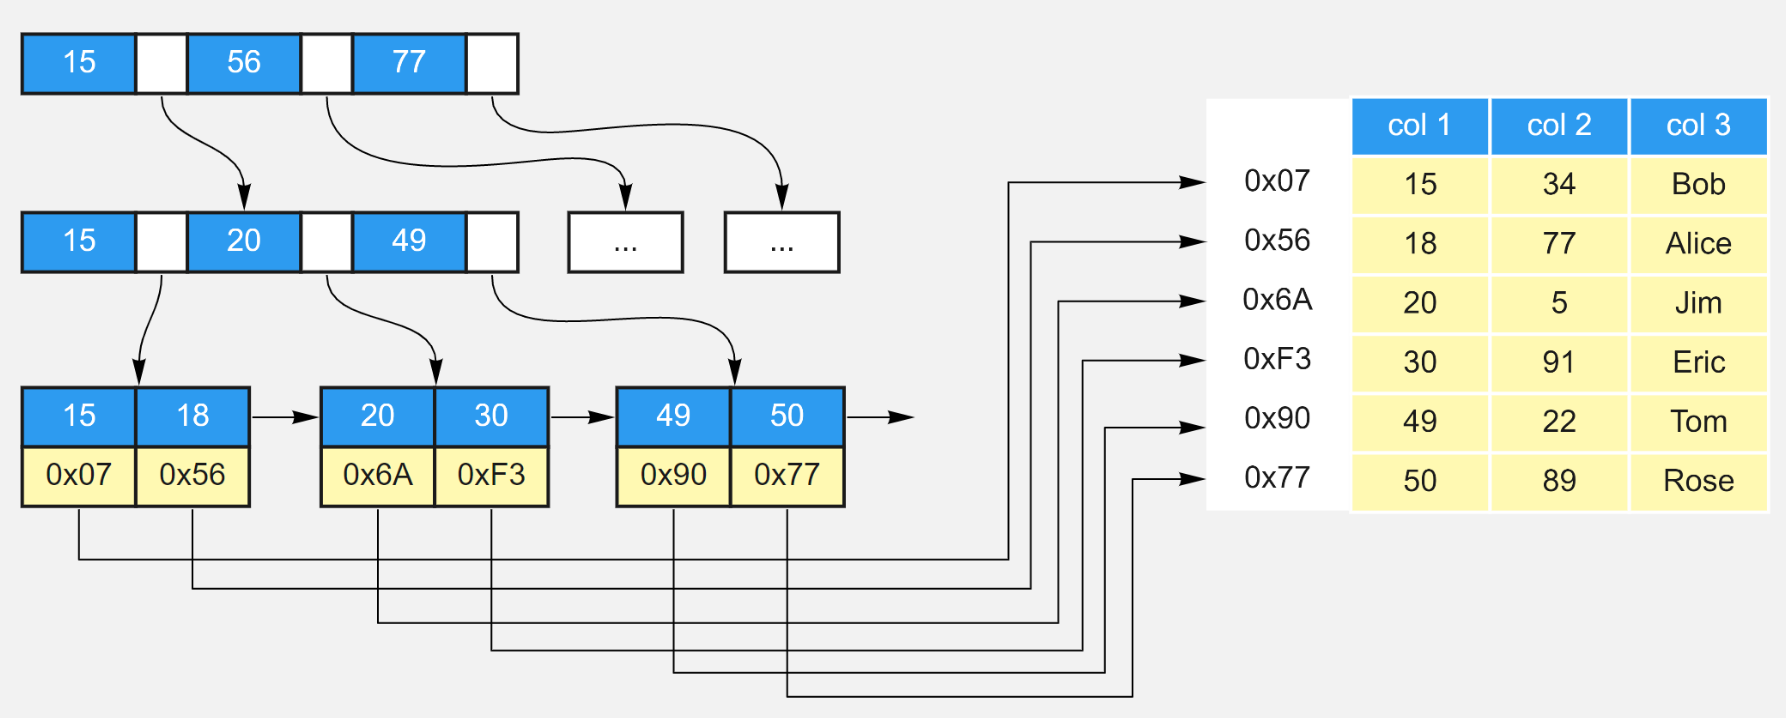 15 56 77
15 20 49
... ...
15 18 20 30 49 50
0x07 0x56 0x6A 0xF3 0x90 0x77
col 1 col 2 col 3
0x07 15 34 Bob
0x56 18 77 Alice
0x6A 20 5 Jim
0xF3 30 91 Eric
0x90 49 22 Tom
0x77 50 89 Rose